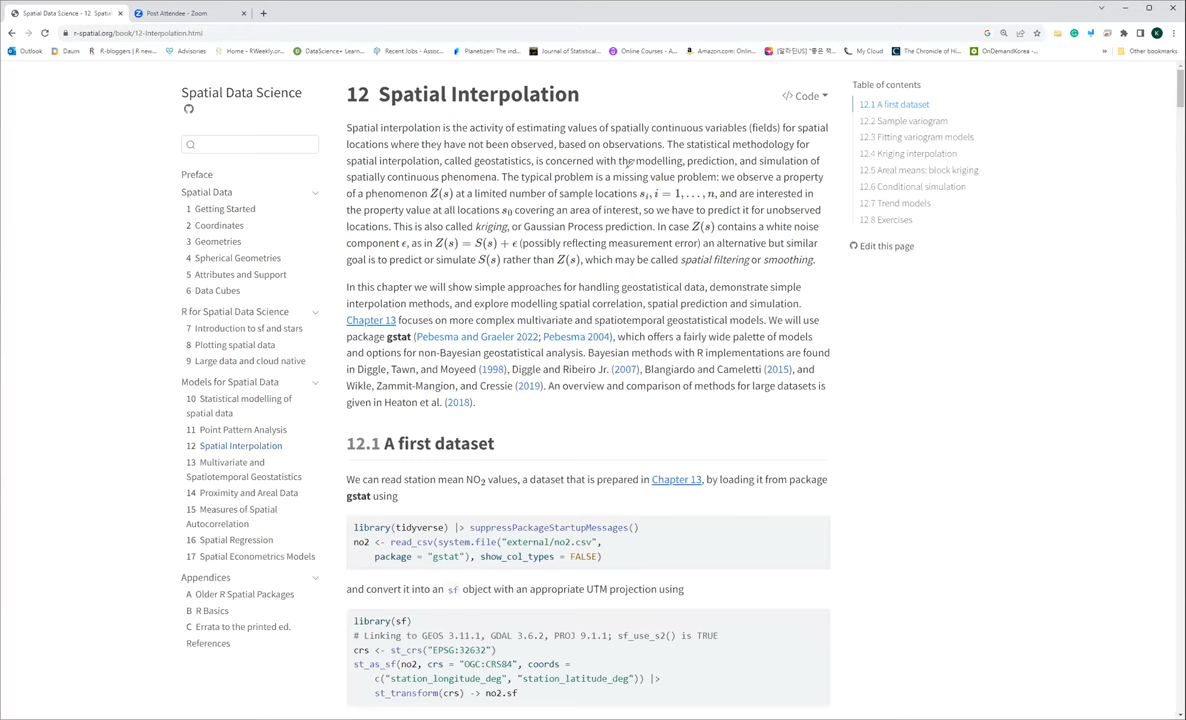 Spatial Data Science - 12 Spatial
Post Attendee - Zoom
r-spatial.org/book/12-Interpolation.html
Outlook
Daum
R-bloggers | R new...
Advisories
Home - RWeekly.or...
DataScience+ Learn...
Recent Jobs - Assoc...
Planetizen: The ind...
Journal of Statistical...
Online Courses - A...
Amazon.com: Onlin...
[알라딘US] "좋은 책...
My Cloud
The Chronicle of Hi...
OnDemandKorea -...
Other bookmarks
Spatial Data Science
Preface
Spatial Data
1 Getting Started
2 Coordinates
3 Geometries
4 Spherical Geometries
5 Attributes and Support
6 Data Cubes
R for Spatial Data Science
7 Introduction to sf and stars
8 Plotting spatial data
9 Large data and cloud native
Models for Spatial Data
10 Statistical modelling of
spatial data
11 Point Pattern Analysis
12 Spatial Interpolation
13 Multivariate and
Spatiotemporal Geostatistics
14 Proximity and Areal Data
15 Measures of Spatial
Autocorrelation
16 Spatial Regression
17 Spatial Econometrics Models
Appendices
A Older R Spatial Packages
B R Basics
C Errata to the printed ed.
References
12 Spatial Interpolation
</> Code
Spatial interpolation is the activity of estimating values of spatially continuous variables (fields) for spatial
locations where they have not been observed, based on observations. The statistical methodology for
spatial interpolation, called geostatistics, is concerned with the modelling, prediction, and simulation of
spatially continuous phenomena. The typical problem is a missing value problem: we observe a property
of a phenomenon Z(s) at a limited number of sample locations sᵢ, i = 1, . . . , n, and are interested in
the property value at all locations s₀ covering an area of interest, so we have to predict it for unobserved
locations. This is also called kriging, or Gaussian Process prediction. In case Z(s) contains a white noise
component ϵ, as in Z(s) = S(s) + ϵ (possibly reflecting measurement error) an alternative but similar
goal is to predict or simulate S(s) rather than Z(s), which may be called spatial filtering or smoothing.
In this chapter we will show simple approaches for handling geostatistical data, demonstrate simple
interpolation methods, and explore modelling spatial correlation, spatial prediction and simulation.
Chapter 13 focuses on more complex multivariate and spatiotemporal geostatistical models. We will use
package gstat (Pebesma and Graeler 2022; Pebesma 2004), which offers a fairly wide palette of models
and options for non-Bayesian geostatistical analysis. Bayesian methods with R implementations are found
in Diggle, Tawn, and Moyeed (1998), Diggle and Ribeiro Jr. (2007), Blangiardo and Cameletti (2015), and
Wikle, Zammit-Mangion, and Cressie (2019). An overview and comparison of methods for large datasets is
given in Heaton et al. (2018).
12.1 A first dataset
We can read station mean NO₂ values, a dataset that is prepared in Chapter 13, by loading it from package
gstat using
library(tidyverse) |> suppressPackageStartupMessages()
no2 <- read_csv(system.file("external/no2.csv",
package = "gstat"), show_col_types = FALSE)
and convert it into an sf object with an appropriate UTM projection using
library(sf)
# Linking to GEOS 3.11.1, GDAL 3.6.2, PROJ 9.1.1; sf_use_s2() is TRUE
crs <- st_crs("EPSG:32632")
st_as_sf(no2, crs = "OGC:CRS84", coords =
c("station_longitude_deg", "station_latitude_deg")) |>
st_transform(crs) -> no2.sf
Table of contents
12.1 A first dataset
12.2 Sample variogram
12.3 Fitting variogram models
12.4 Kriging interpolation
12.5 Areal means: block kriging
12.6 Conditional simulation
12.7 Trend models
12.8 Exercises
Edit this page